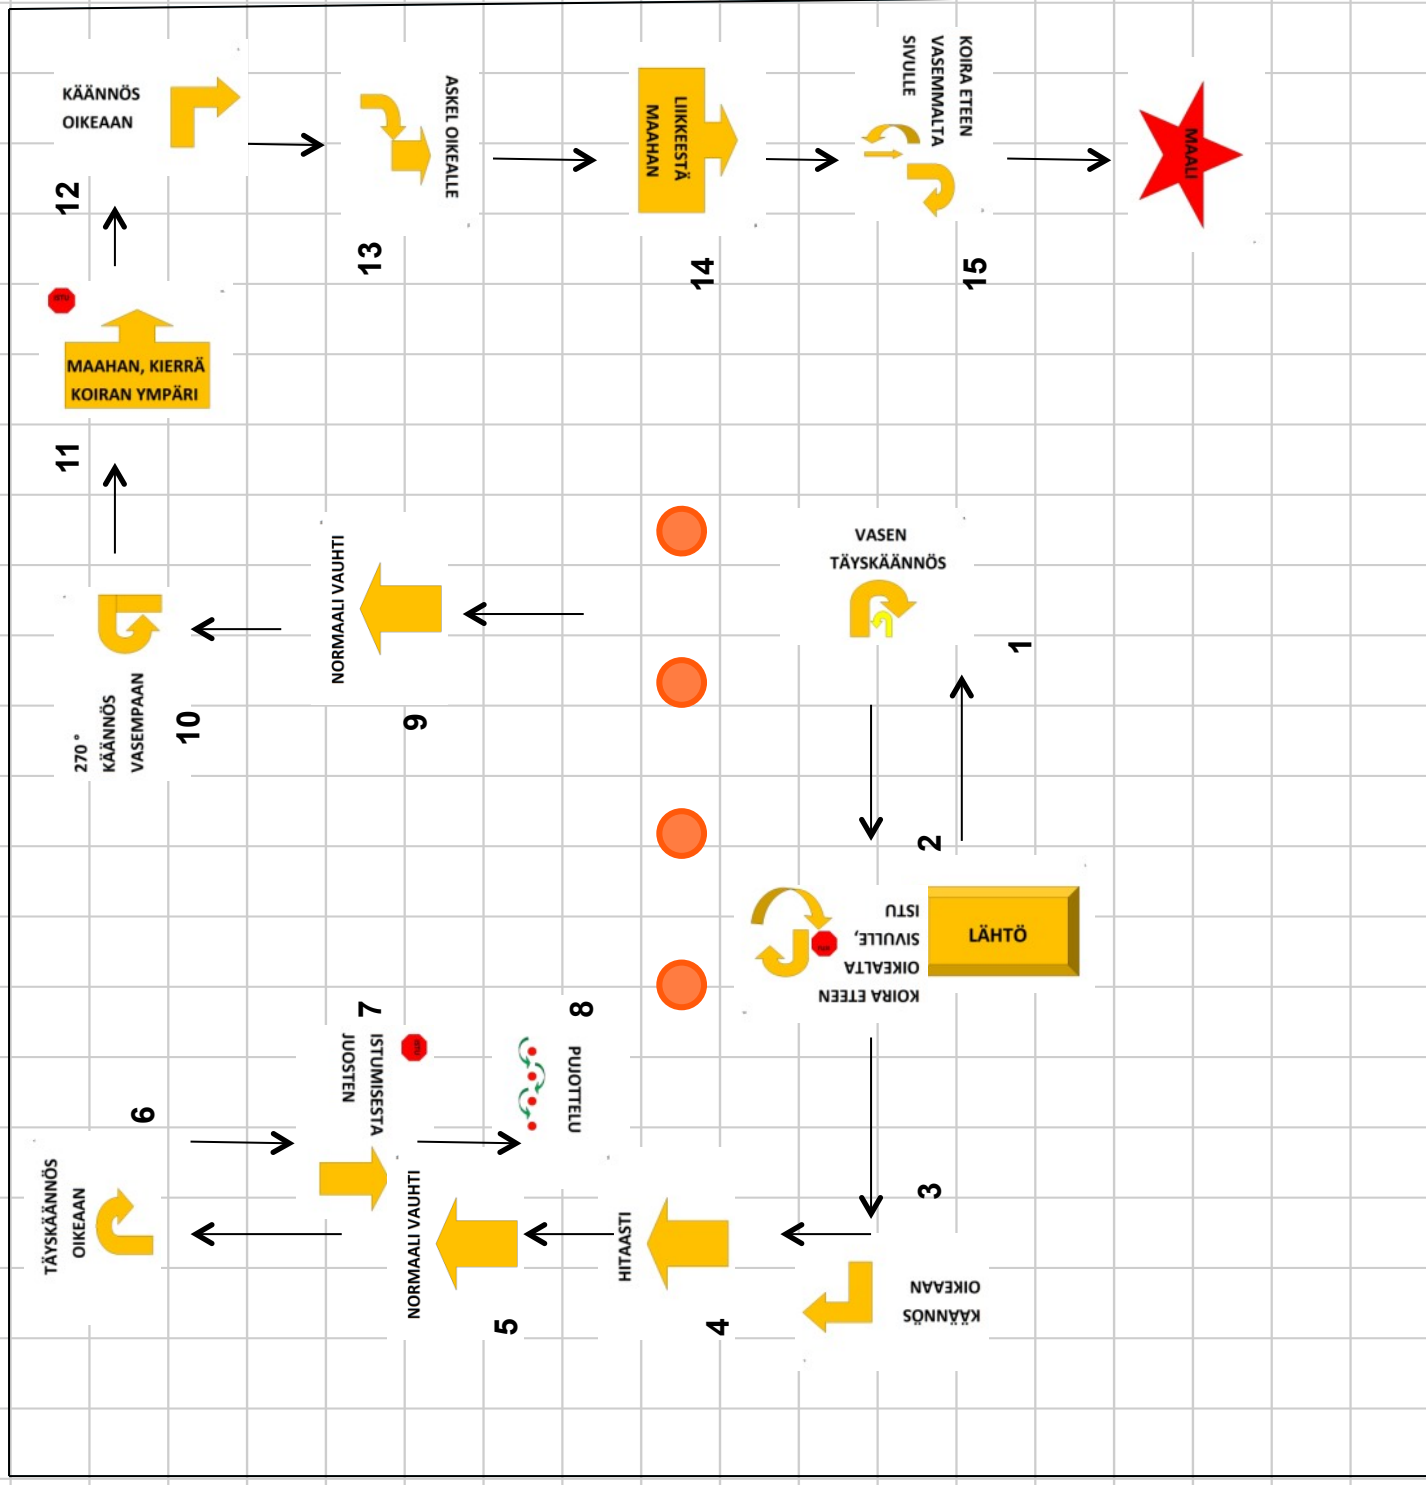 LÄHTÖ
1
VASEN
TÄYSKÄÄNNÖS
2
KOIRA ETEEN
OIKEALTA
SIVULLE,
ISTU
3
KÄÄNNÖS
OIKEAAN
4
HITAASTI
5
NORMAALI VAUHTI
6
TÄYSKÄÄNNÖS
OIKEAAN
7
ISTUMISESTA
JUOSTEN
ISTU
8
PUJOTTELU
9
NORMAALI VAUHTI
10
270 °
KÄÄNNÖS
VASEMPAAN
11
ISTU
MAAHAN, KIERRÄ
KOIRAN YMPÄRI
12
KÄÄNNÖS
OIKEAAN
13
ASKEL OIKEALLE
14
LIIKKEESTÄ
MAAHAN
15
KOIRA ETEEN
VASEMMALTA
SIVULLE
MAALI